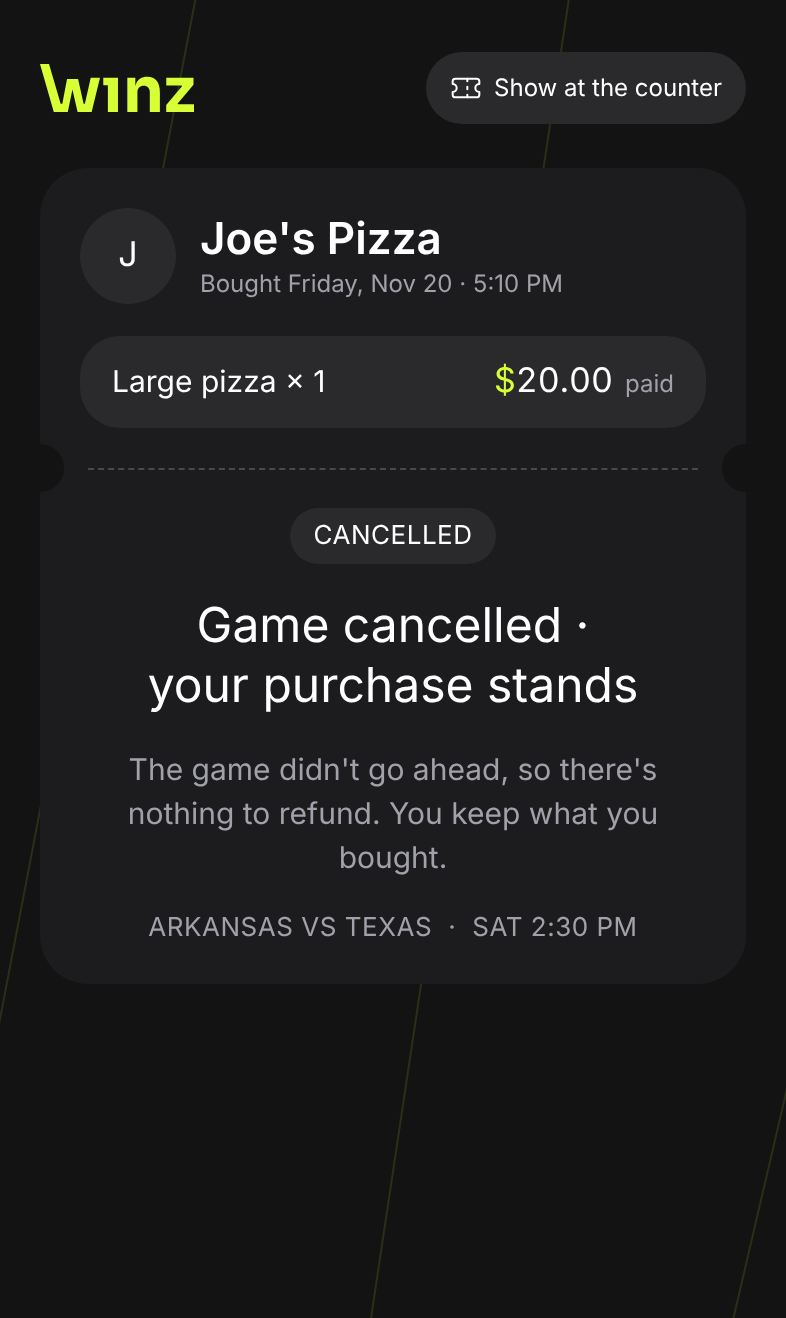 wınz
Show at the counter
J
Joe's Pizza
Bought Friday, Nov 20 · 5:10 PM
Large pizza × 1
$20.00 paid
CANCELLED
Game cancelled ·
your purchase stands
The game didn't go ahead, so there's
nothing to refund. You keep what you
bought.
ARKANSAS VS TEXAS · SAT 2:30 PM